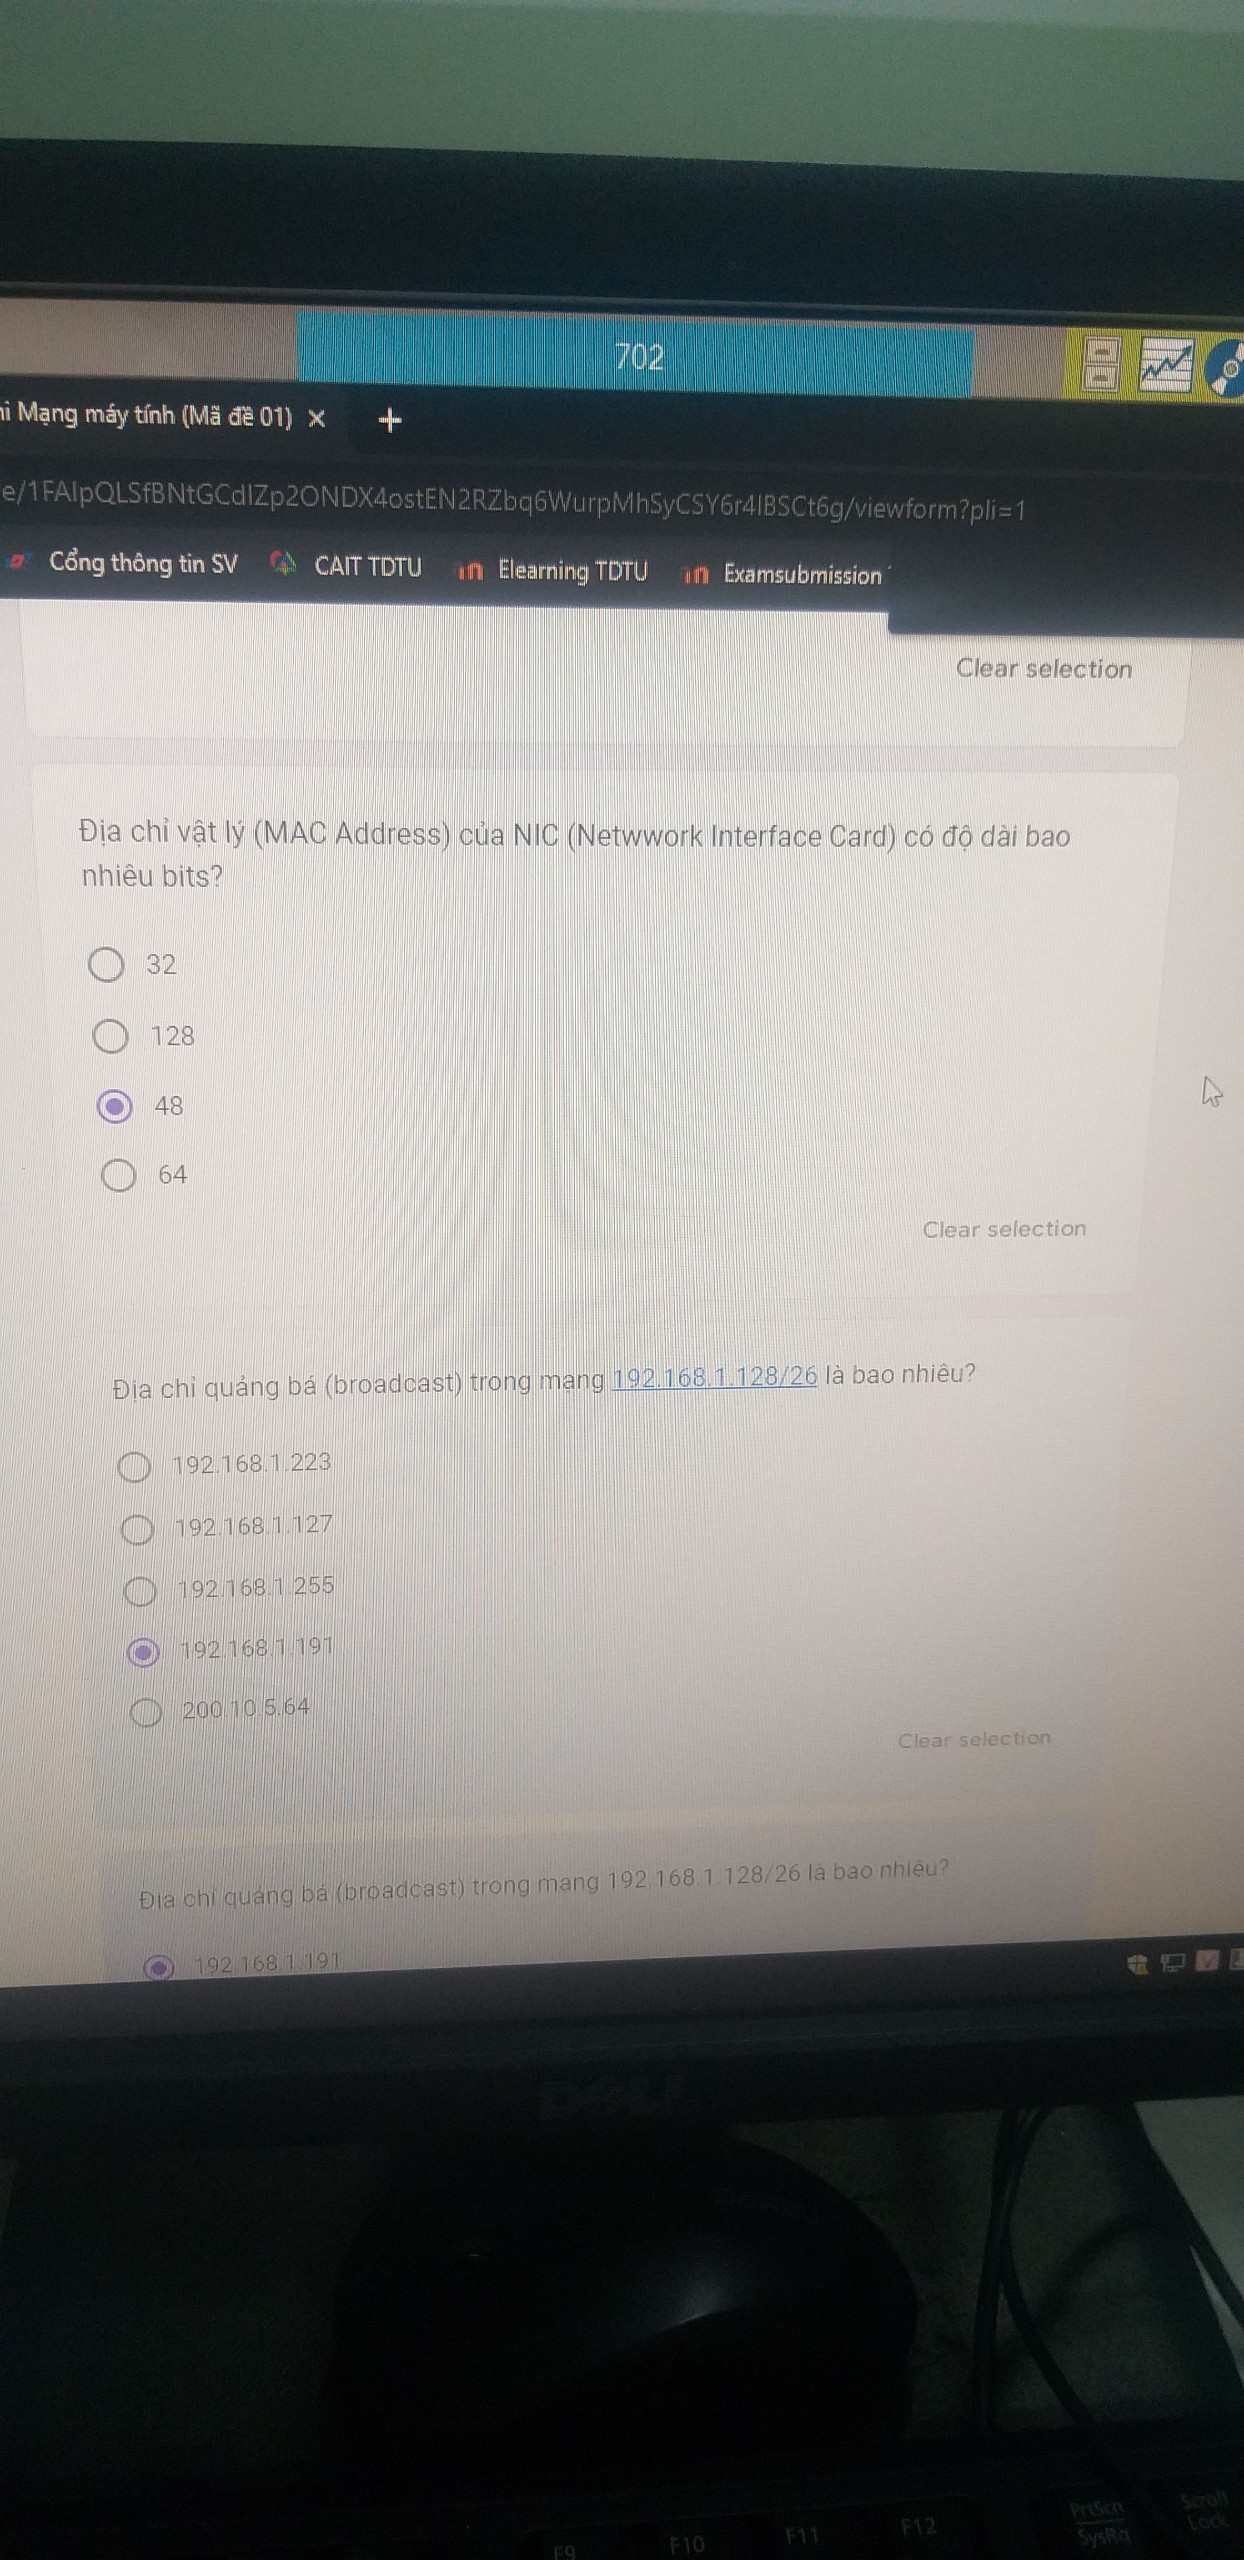 702
Mạng máy tính (Mã đề 01) × +
e/1FAIpQLSfBNtGCdIZp2ONDX4ostEN2RZbq6WurpMhSyCSY6r4lBSCt6g/viewform?pli=1
Cổng thông tin SV CAIT TDTU Elearning TDTU Examsubmission
Clear selection
Địa chỉ vật lý (MAC Address) của NIC (Netwwork Interface Card) có độ dài bao
nhiêu bits?
32
128
48
64
Clear selection
Địa chỉ quảng bá (broadcast) trong mạng 192.168.1.128/26 là bao nhiêu?
192.168.1.223
192.168.1.127
192.168.1.255
192.168.1.191
200.10.5.64
Clear selection
Địa chỉ quảng bá (broadcast) trong mạng 192.168.1.128/26 là bao nhiêu?
192.168.1.191
DELL
F9 F10 F11 F12 PrtScn
SysRq
Scroll
Lock